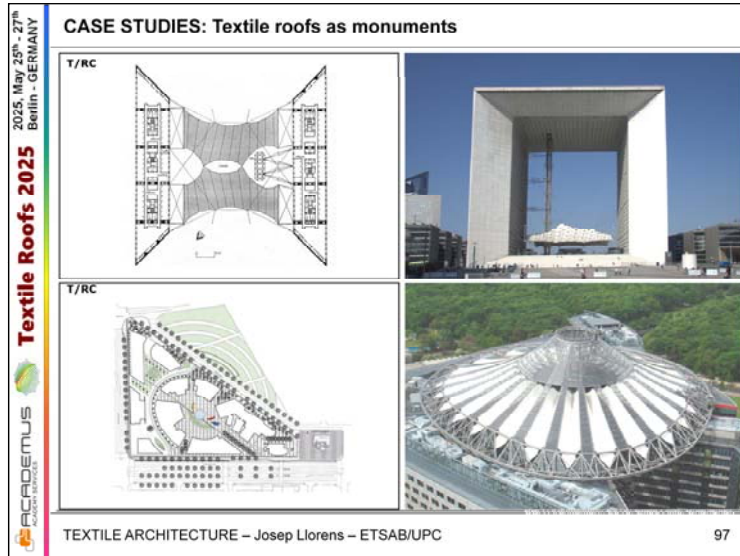 CASE STUDIES: Textile roofs as monuments
2025, May 25th - 27th
Berlin - GERMANY
Textile Roofs 2025
ACADEMUS
ACADEMY SERVICES
T/RC
T/RC
TEXTILE ARCHITECTURE – Josep Llorens – ETSAB/UPC
97